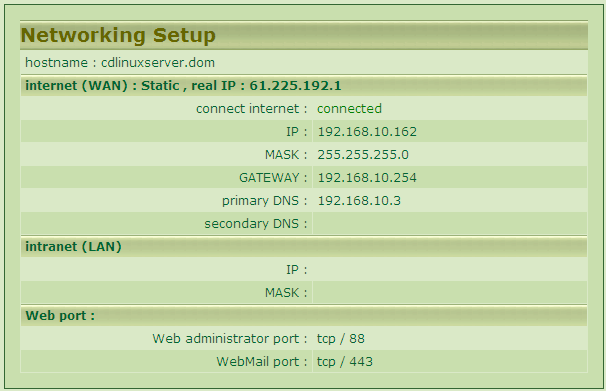 Networking Setup
hostname : cdlinuxserver.dom
internet (WAN) : Static , real IP : 61.225.192.1
connect internet : connected
IP : 192.168.10.162
MASK : 255.255.255.0
GATEWAY : 192.168.10.254
primary DNS : 192.168.10.3
secondary DNS :
intranet (LAN)
IP :
MASK :
Web port :
Web administrator port : tcp / 88
WebMail port : tcp / 443